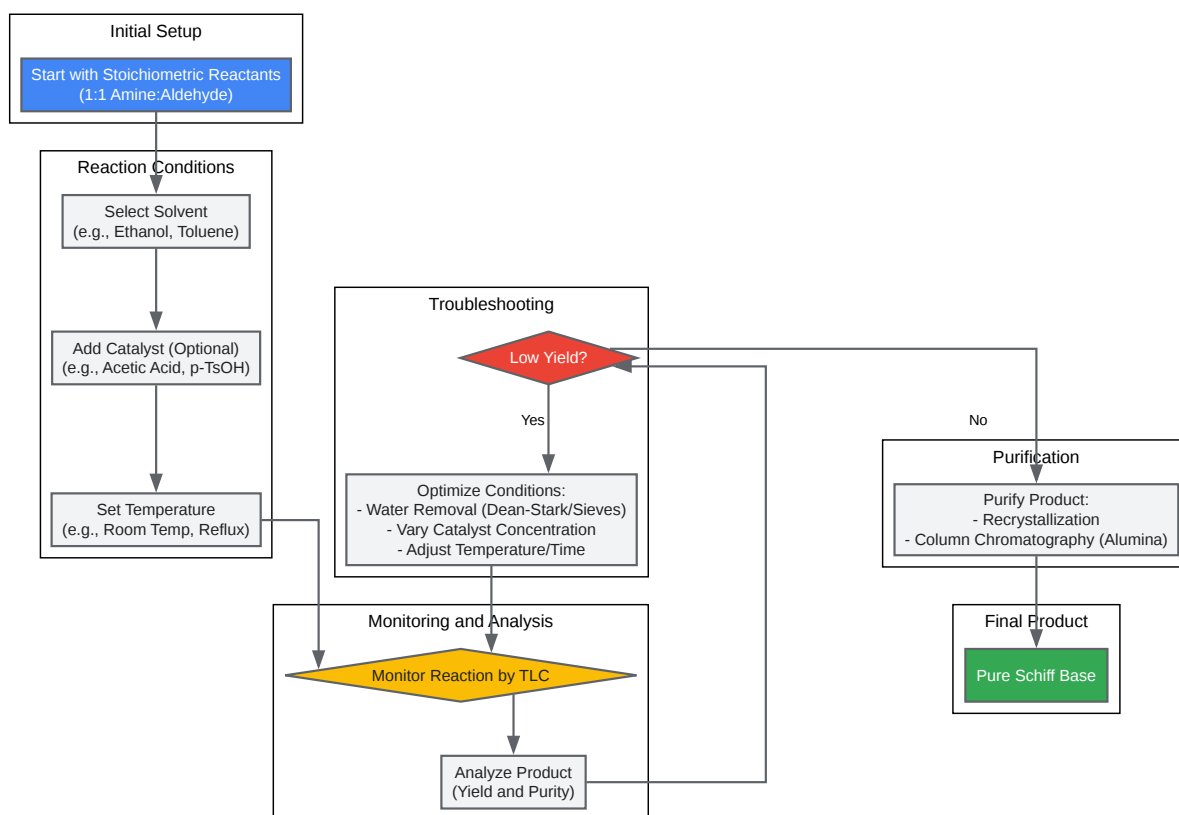 Initial Setup
Start with Stoichiometric Reactants
(1:1 Amine:Aldehyde)
Reaction Conditions
Select Solvent
(e.g., Ethanol, Toluene)
Add Catalyst (Optional)
(e.g., Acetic Acid, p-TsOH)
Set Temperature
(e.g., Room Temp, Reflux)
Troubleshooting
Low Yield?
Yes
Optimize Conditions:
- Water Removal (Dean-Stark/Sieves)
- Vary Catalyst Concentration
- Adjust Temperature/Time
Monitoring and Analysis
Monitor Reaction by TLC
Analyze Product
(Yield and Purity)
No
Purification
Purify Product:
- Recrystallization
- Column Chromatography (Alumina)
Final Product
Pure Schiff Base